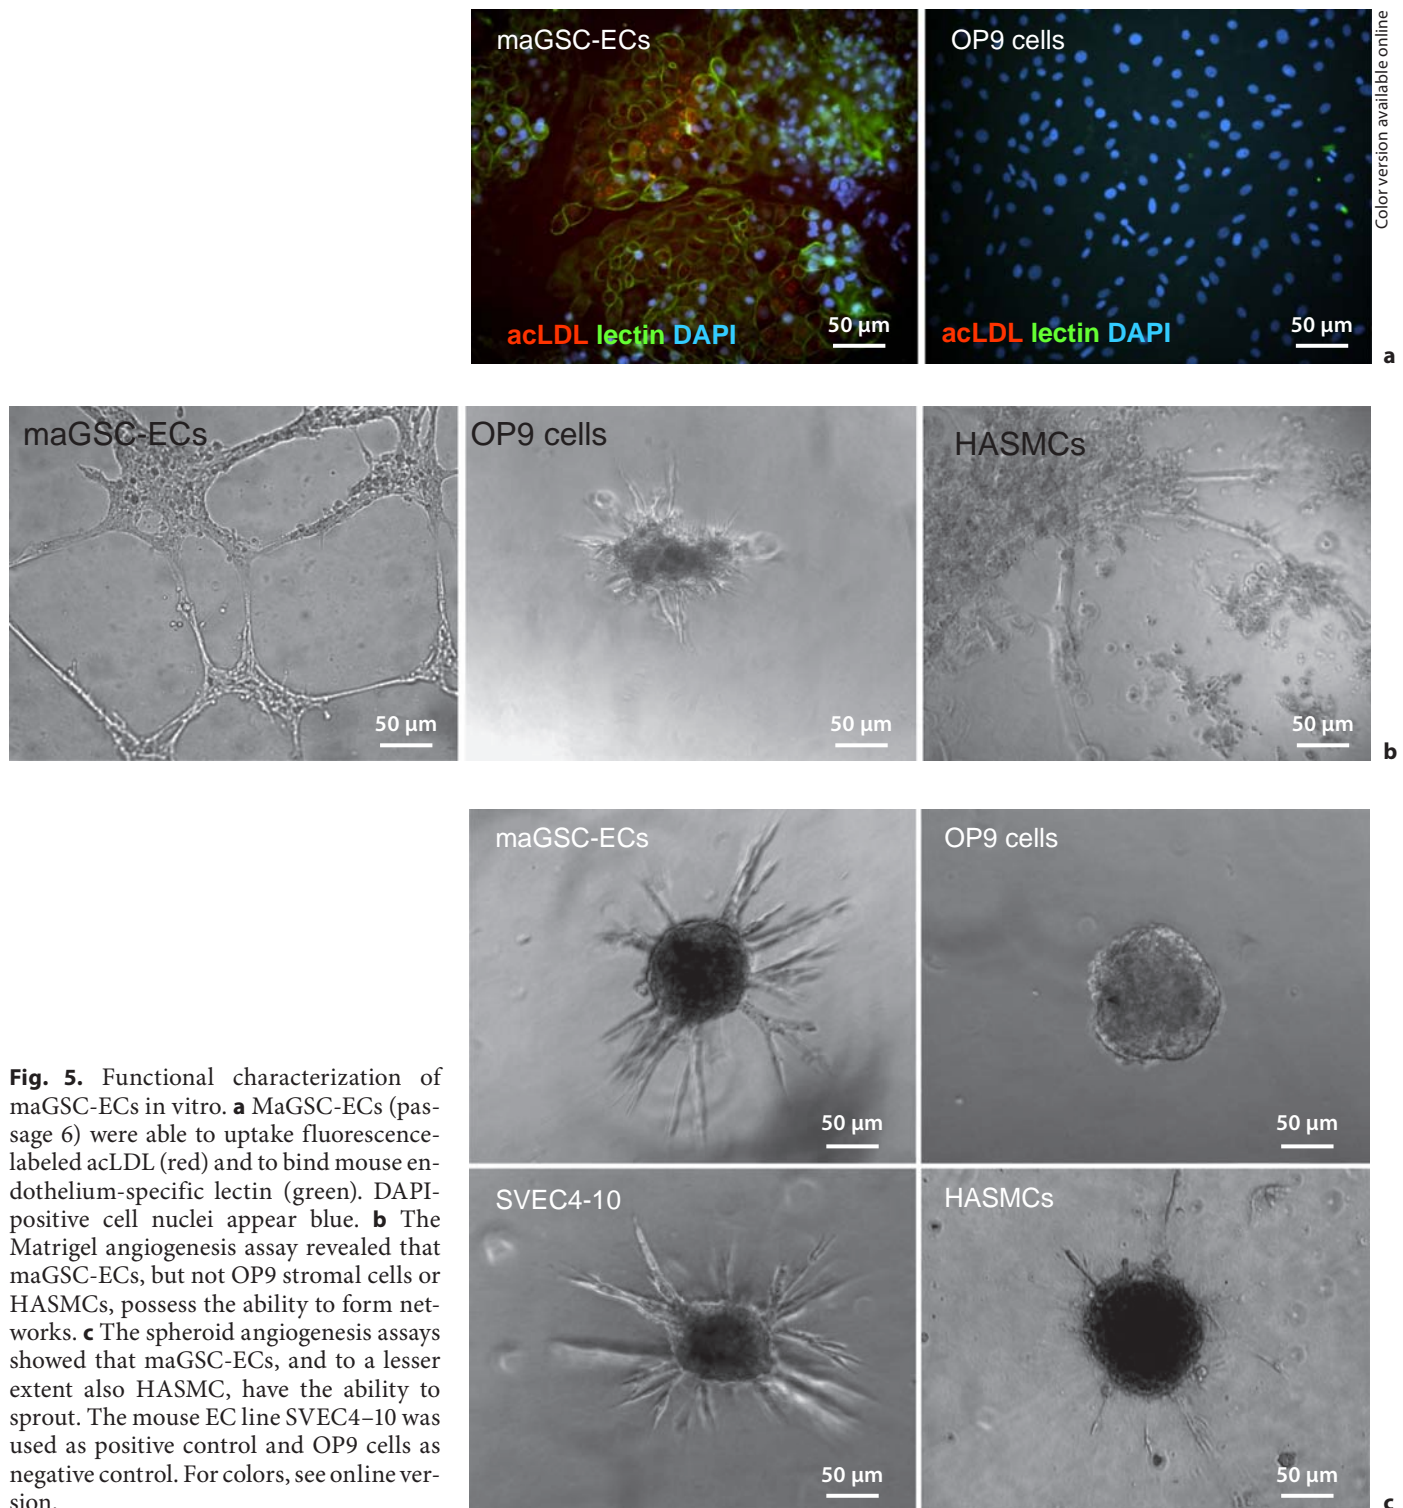 maGSC-ECs
OP9 cells
Color version available online
acLDL lectin DAPI
50 µm
acLDL lectin DAPI
50 µm
a
maGSC-ECs
OP9 cells
HASMCs
50 µm
50 µm
50 µm
b
maGSC-ECs
OP9 cells
50 µm
50 µm
SVEC4-10
HASMCs
50 µm
50 µm
c
Fig. 5. Functional characterization of
maGSC-ECs in vitro. a MaGSC-ECs (pas-
sage 6) were able to uptake fluorescence-
labeled acLDL (red) and to bind mouse en-
dothelium-specific lectin (green). DAPI-
positive cell nuclei appear blue. b The
Matrigel angiogenesis assay revealed that
maGSC-ECs, but not OP9 stromal cells or
HASMCs, possess the ability to form net-
works. c The spheroid angiogenesis assays
showed that maGSC-ECs, and to a lesser
extent also HASMC, have the ability to
sprout. The mouse EC line SVEC4–10 was
used as positive control and OP9 cells as
negative control. For colors, see online ver-
sion.